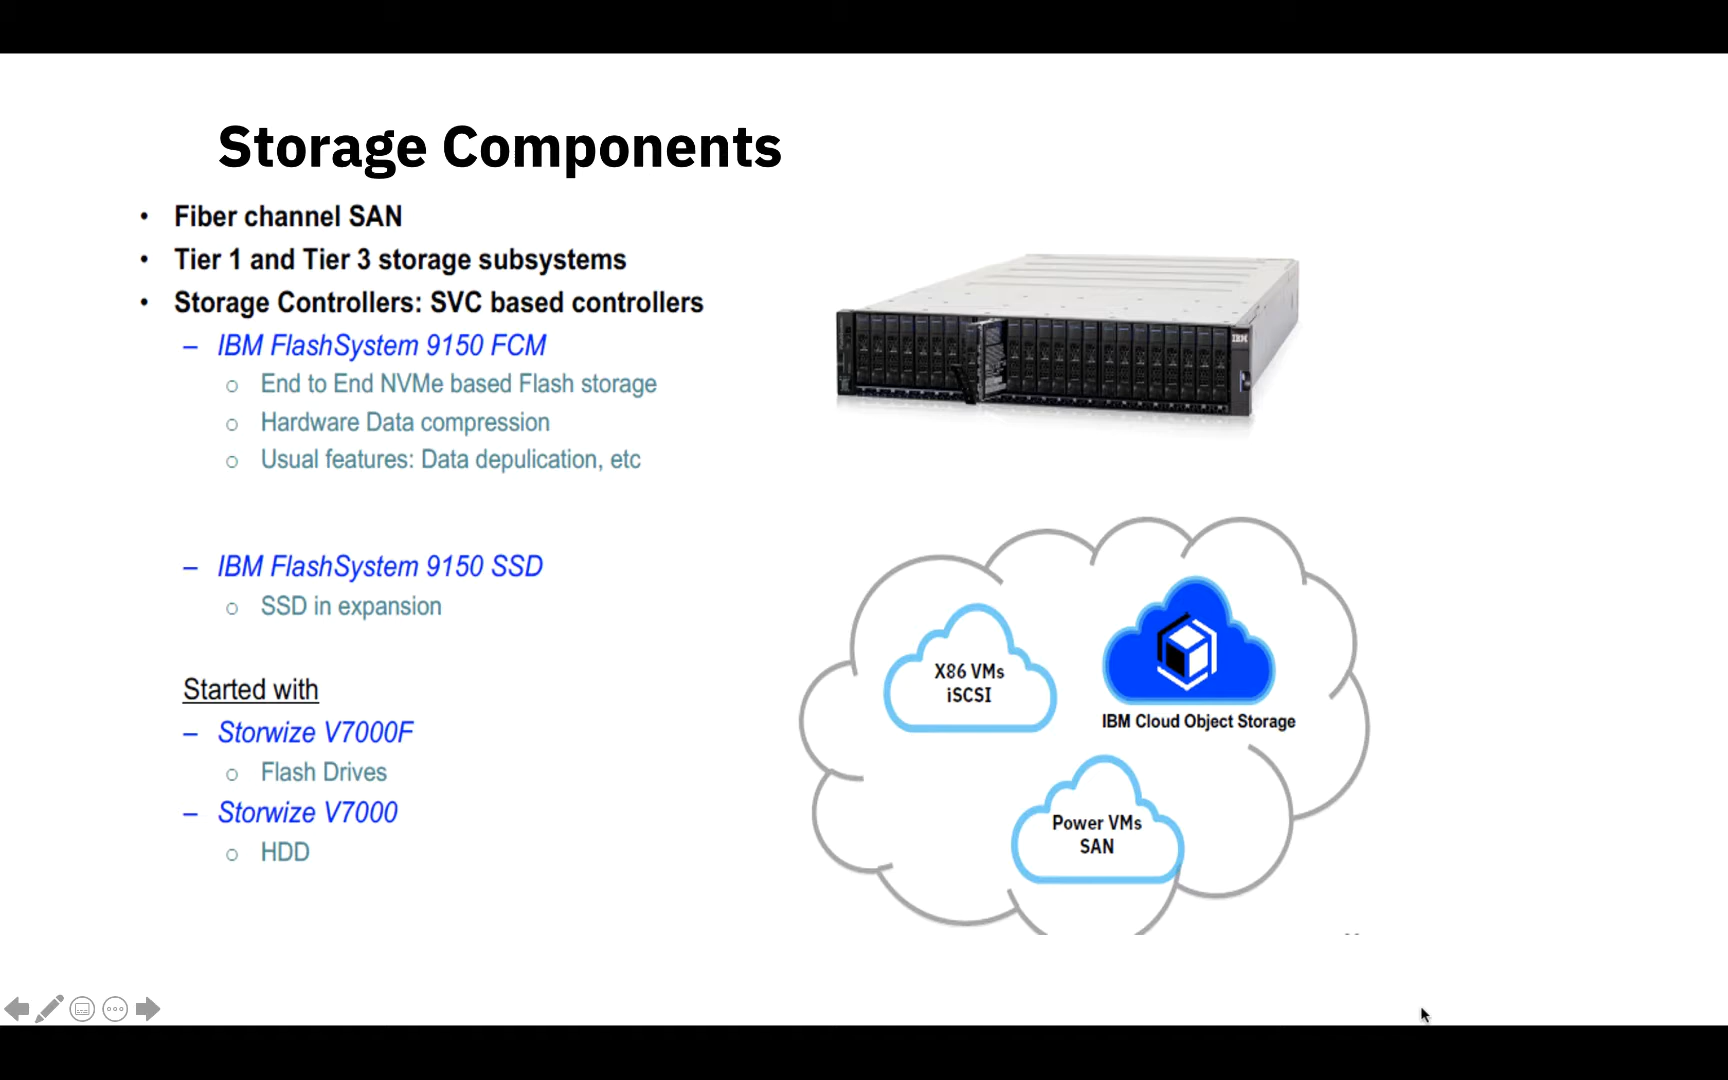 Storage Components
• Fiber channel SAN
• Tier 1 and Tier 3 storage subsystems
• Storage Controllers: SVC based controllers
– IBM FlashSystem 9150 FCM
○ End to End NVMe based Flash storage
○ Hardware Data compression
○ Usual features: Data depulication, etc
– IBM FlashSystem 9150 SSD
○ SSD in expansion
Started with
– Storwize V7000F
○ Flash Drives
– Storwize V7000
○ HDD
IBM
X86 VMs
iSCSI
IBM Cloud Object Storage
Power VMs
SAN